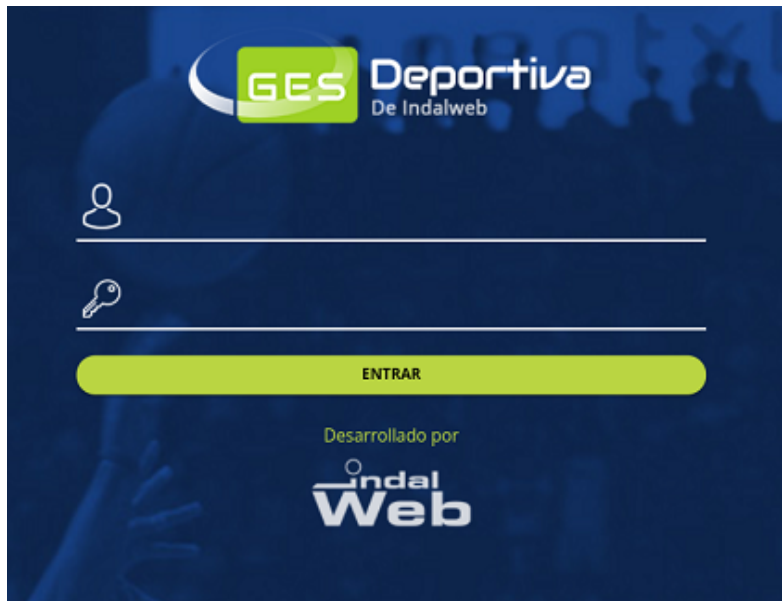 GES Deportiva
De Indalweb
ENTRAR
Desarrollado por
indal
Web